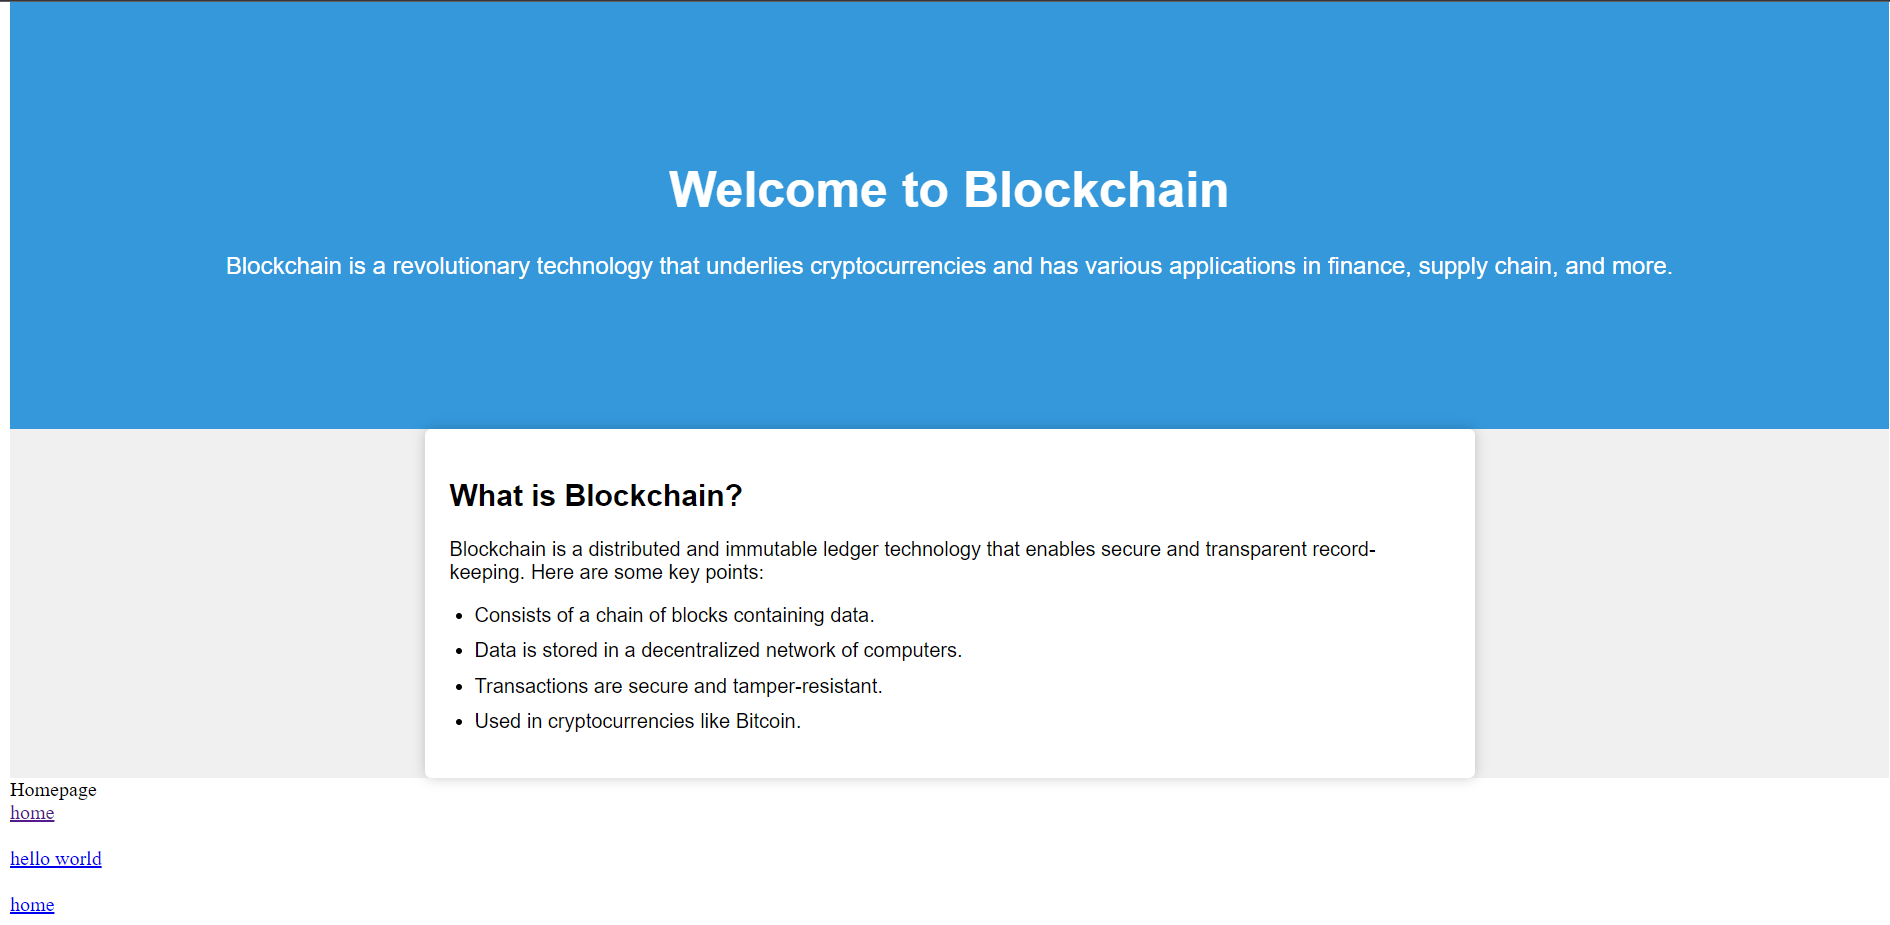 Welcome to Blockchain
Blockchain is a revolutionary technology that underlies cryptocurrencies and has various applications in finance, supply chain, and more.
What is Blockchain?
Blockchain is a distributed and immutable ledger technology that enables secure and transparent record-
keeping. Here are some key points:
• Consists of a chain of blocks containing data.
• Data is stored in a decentralized network of computers.
• Transactions are secure and tamper-resistant.
• Used in cryptocurrencies like Bitcoin.
Homepage
home
hello world
home